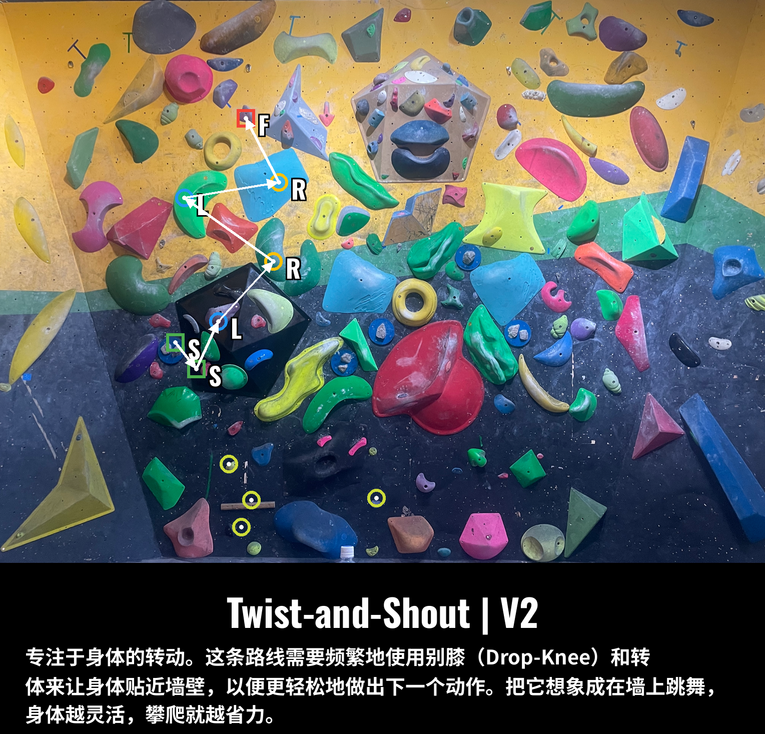 F
R
L
R
L
S
S
Twist-and-Shout | V2
专注于身体的转动。这条路线需要频繁地使用别膝（Drop-Knee）和转
体来让身体贴近墙壁，以便更轻松地做出下一个动作。把它想象成在墙上跳舞，
身体越灵活，攀爬就越省力。